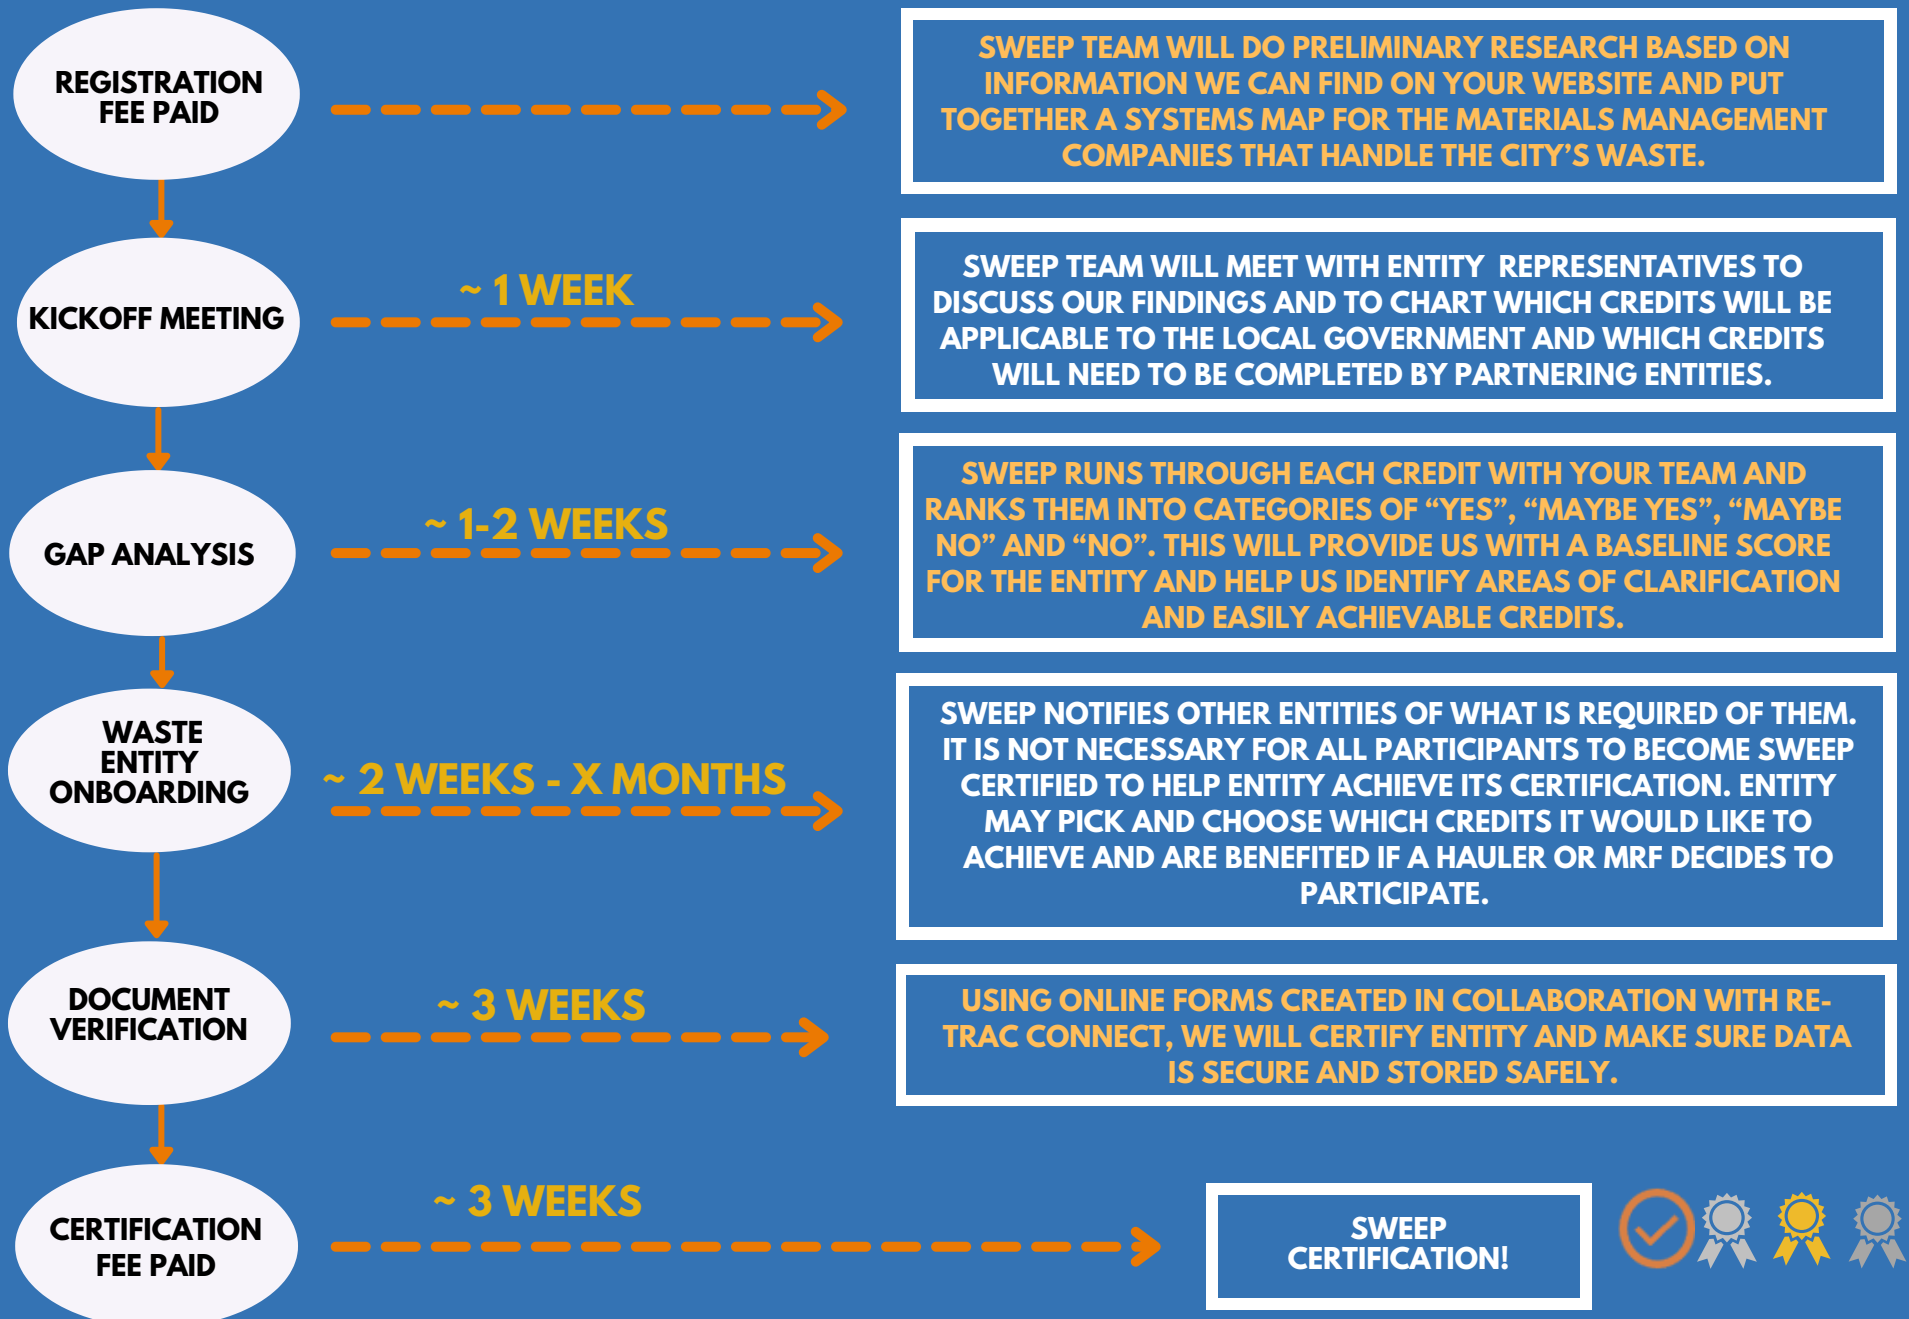 REGISTRATION
FEE PAID
SWEEP TEAM WILL DO PRELIMINARY RESEARCH BASED ON
INFORMATION WE CAN FIND ON YOUR WEBSITE AND PUT
TOGETHER A SYSTEMS MAP FOR THE MATERIALS MANAGEMENT
COMPANIES THAT HANDLE THE CITY’S WASTE.
KICKOFF MEETING
~ 1 WEEK
SWEEP TEAM WILL MEET WITH ENTITY REPRESENTATIVES TO
DISCUSS OUR FINDINGS AND TO CHART WHICH CREDITS WILL BE
APPLICABLE TO THE LOCAL GOVERNMENT AND WHICH CREDITS
WILL NEED TO BE COMPLETED BY PARTNERING ENTITIES.
GAP ANALYSIS
~ 1-2 WEEKS
SWEEP RUNS THROUGH EACH CREDIT WITH YOUR TEAM AND
RANKS THEM INTO CATEGORIES OF “YES”, “MAYBE YES”, “MAYBE
NO” AND “NO”. THIS WILL PROVIDE US WITH A BASELINE SCORE
FOR THE ENTITY AND HELP US IDENTIFY AREAS OF CLARIFICATION
AND EASILY ACHIEVABLE CREDITS.
WASTE
ENTITY
ONBOARDING
~ 2 WEEKS - X MONTHS
SWEEP NOTIFIES OTHER ENTITIES OF WHAT IS REQUIRED OF THEM.
IT IS NOT NECESSARY FOR ALL PARTICIPANTS TO BECOME SWEEP
CERTIFIED TO HELP ENTITY ACHIEVE ITS CERTIFICATION. ENTITY
MAY PICK AND CHOOSE WHICH CREDITS IT WOULD LIKE TO
ACHIEVE AND ARE BENEFITED IF A HAULER OR MRF DECIDES TO
PARTICIPATE.
DOCUMENT
VERIFICATION
~ 3 WEEKS
USING ONLINE FORMS CREATED IN COLLABORATION WITH RE-
TRAC CONNECT, WE WILL CERTIFY ENTITY AND MAKE SURE DATA
IS SECURE AND STORED SAFELY.
CERTIFICATION
FEE PAID
~ 3 WEEKS
SWEEP
CERTIFICATION!